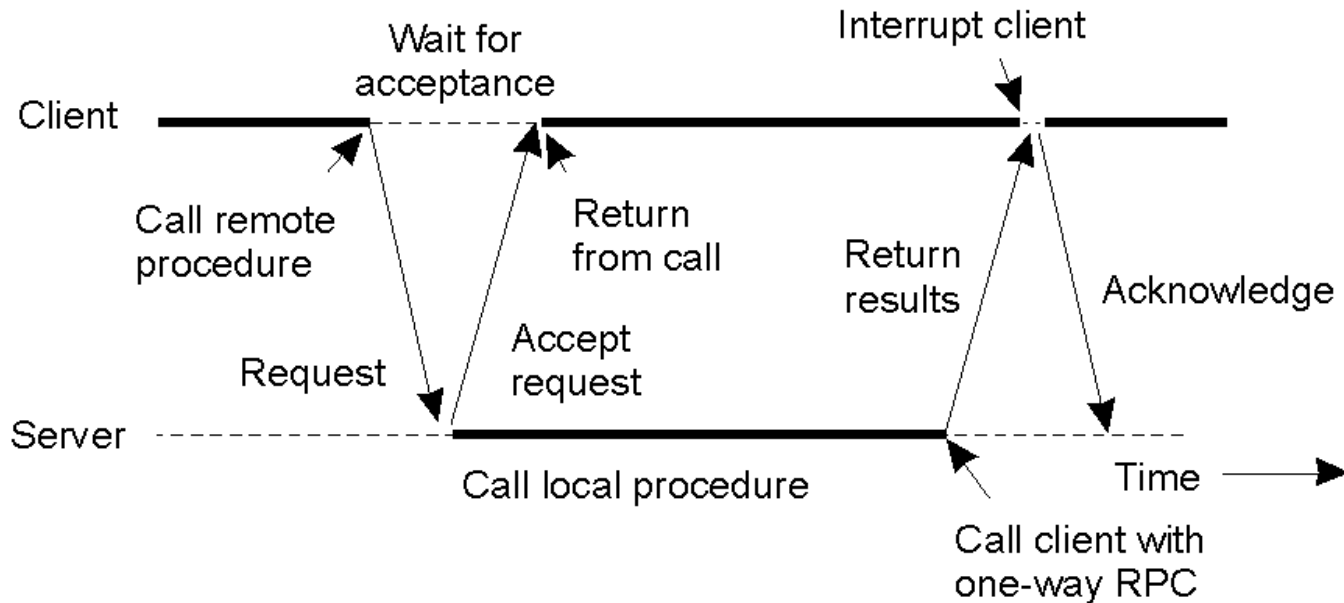 Wait for
acceptance
Interrupt client
Client
Call remote
procedure
Return
from call
Return
results
Acknowledge
Request
Accept
request
Server
Call local procedure
Time
Call client with
one-way RPC